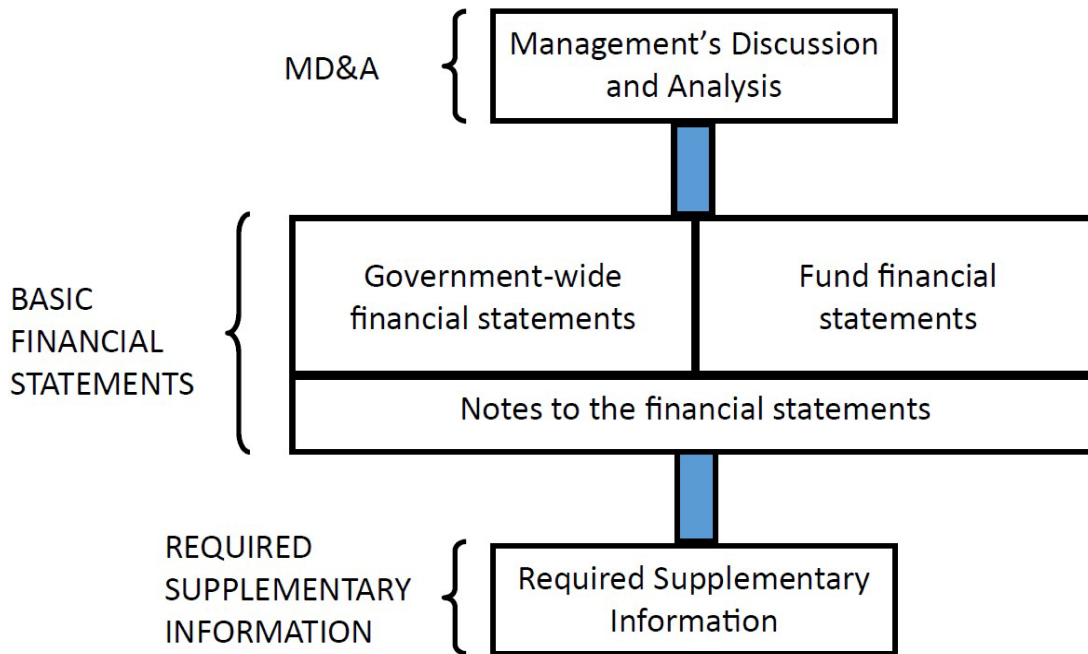 MD&A
Management’s Discussion
and Analysis
BASIC
FINANCIAL
STATEMENTS
Government-wide
financial statements
Fund financial
statements
Notes to the financial statements
REQUIRED
SUPPLEMENTARY
INFORMATION
Required Supplementary
Information